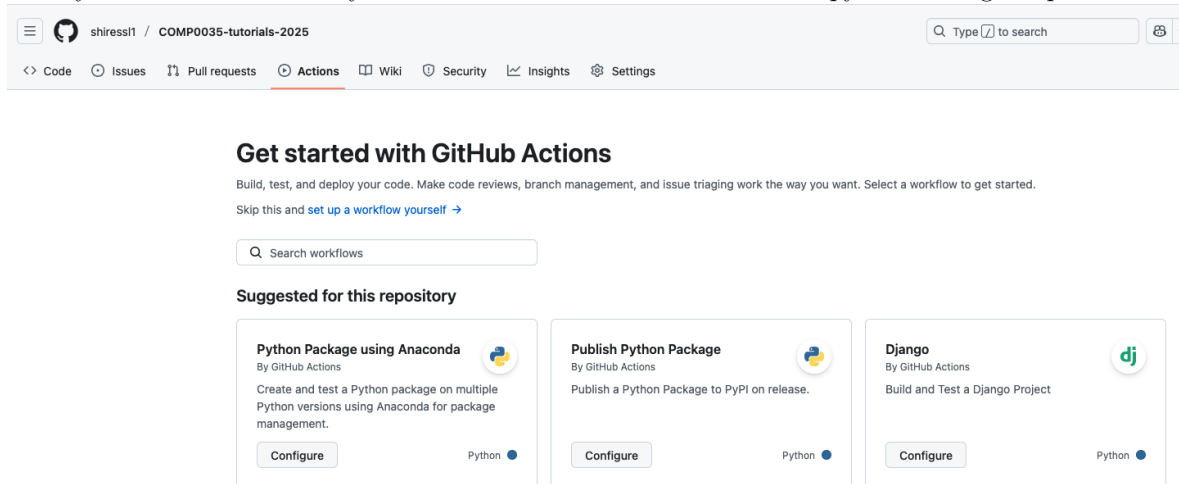 shiressl1 / COMP0035-tutorials-2025
Type / to search
Code Issues Pull requests Actions Wiki Security Insights Settings
Get started with GitHub Actions
Build, test, and deploy your code. Make code reviews, branch management, and issue triaging work the way you want. Select a workflow to get started.
Skip this and set up a workflow yourself →
Search workflows
Suggested for this repository
Python Package using Anaconda
By GitHub Actions
Create and test a Python package on multiple
Python versions using Anaconda for package
management.
Configure Python
Publish Python Package
By GitHub Actions
Publish a Python Package to PyPI on release.
Configure Python
Django
By GitHub Actions
dj
Build and Test a Django Project
Configure Python